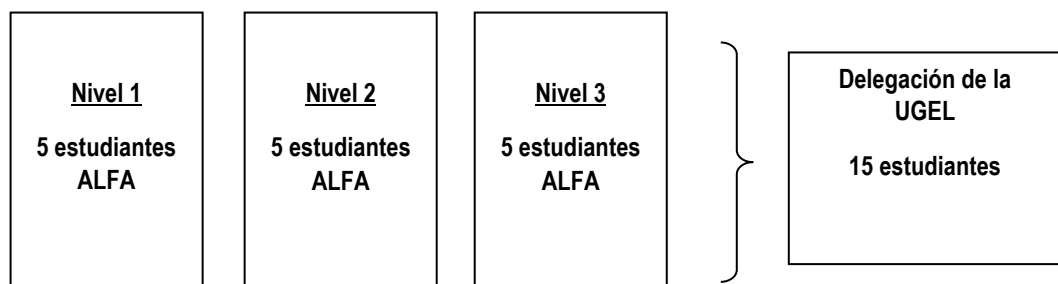 Nivel 1
5 estudiantes
ALFA
Nivel 2
5 estudiantes
ALFA
Nivel 3
5 estudiantes
ALFA
Delegación de la
UGEL
15 estudiantes